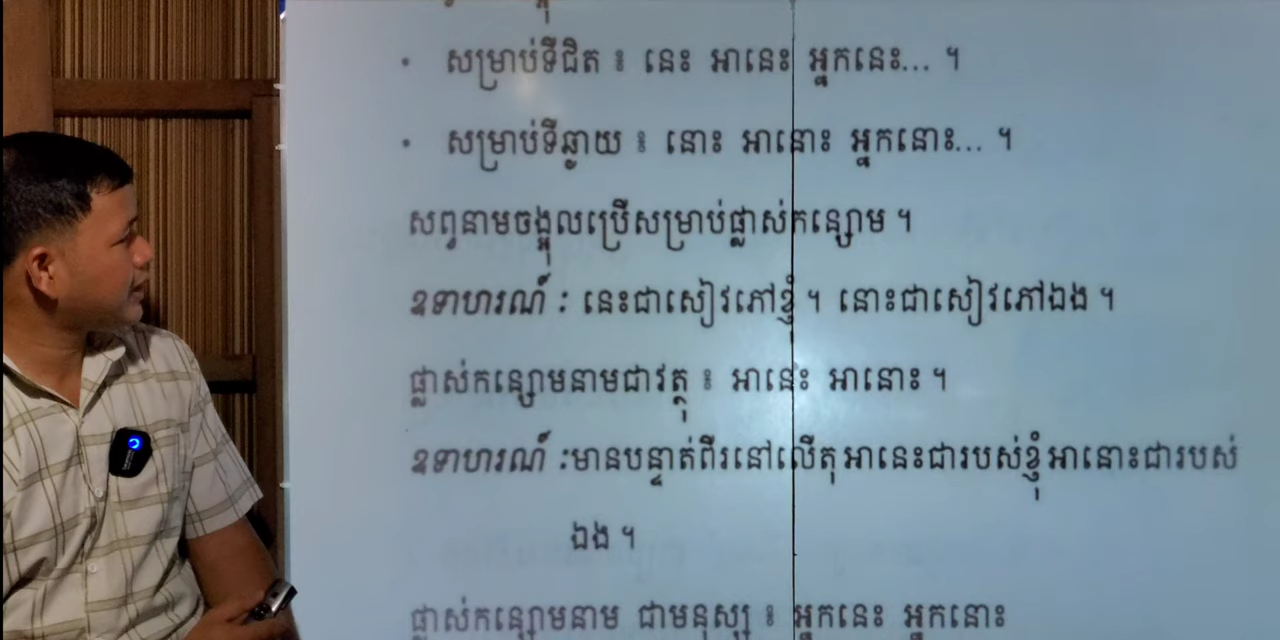 • សម្រាប់ទីជិត ៖ នេះ អានេះ អ្នកនេះ... ។
• សម្រាប់ទីឆ្ងាយ ៖ នោះ អានោះ អ្នកនោះ... ។
សព្វនាមចង្អុលប្រើសម្រាប់ផ្លាស់កន្សោម ។
ឧទាហរណ៍ : នេះជាសៀវភៅខ្ញុំ ។ នោះជាសៀវភៅឯង ។
ផ្លាស់កន្សោមនាមជាវត្ថុ ៖ អានេះ អានោះ ។
ឧទាហរណ៍ :មានបន្ទាត់ពីរនៅលើតុ អានេះជារបស់ខ្ញុំ អានោះជារបស់
ឯង ។
ផ្លាស់កន្សោមនាម ជាមនុស្ស ៖ អ្នកនេះ អ្នកនោះ